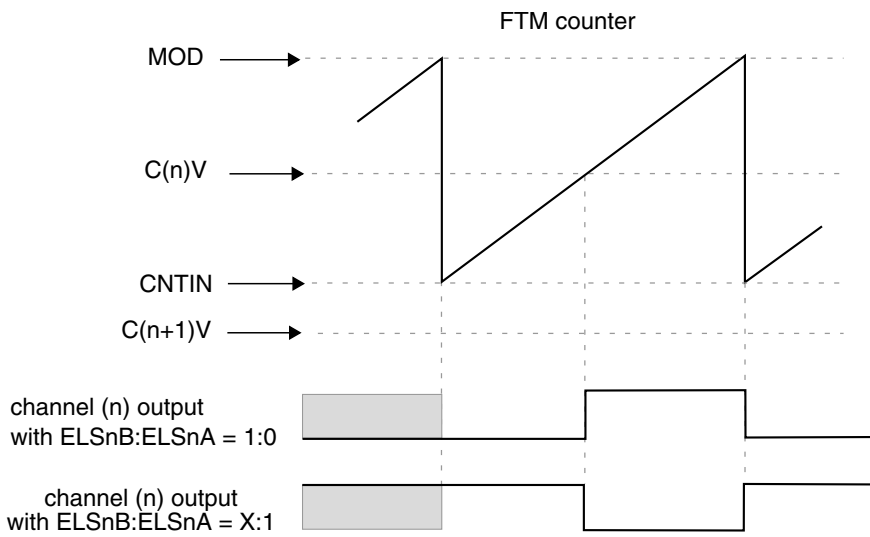 FTM counter
MOD
C(n)V
CNTIN
C(n+1)V
channel (n) output
with ELSnB:ELSnA = 1:0
channel (n) output
with ELSnB:ELSnA = X:1